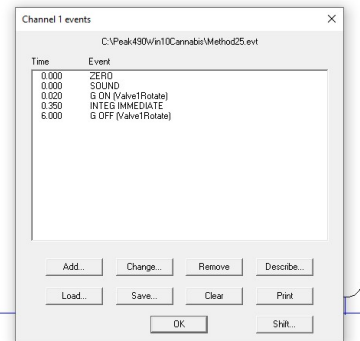 Channel 1 events
C:\Peak490Win10Cannabis\Method25.evt
Time Event
0.000 ZERO
0.000 SOUND
0.020 G ON (Valve1Rotate)
0.350 INTEG IMMEDIATE
6.000 G OFF (Valve1Rotate)
Add... Change... Remove Describe...
Load... Save... Clear Print
OK Shift...